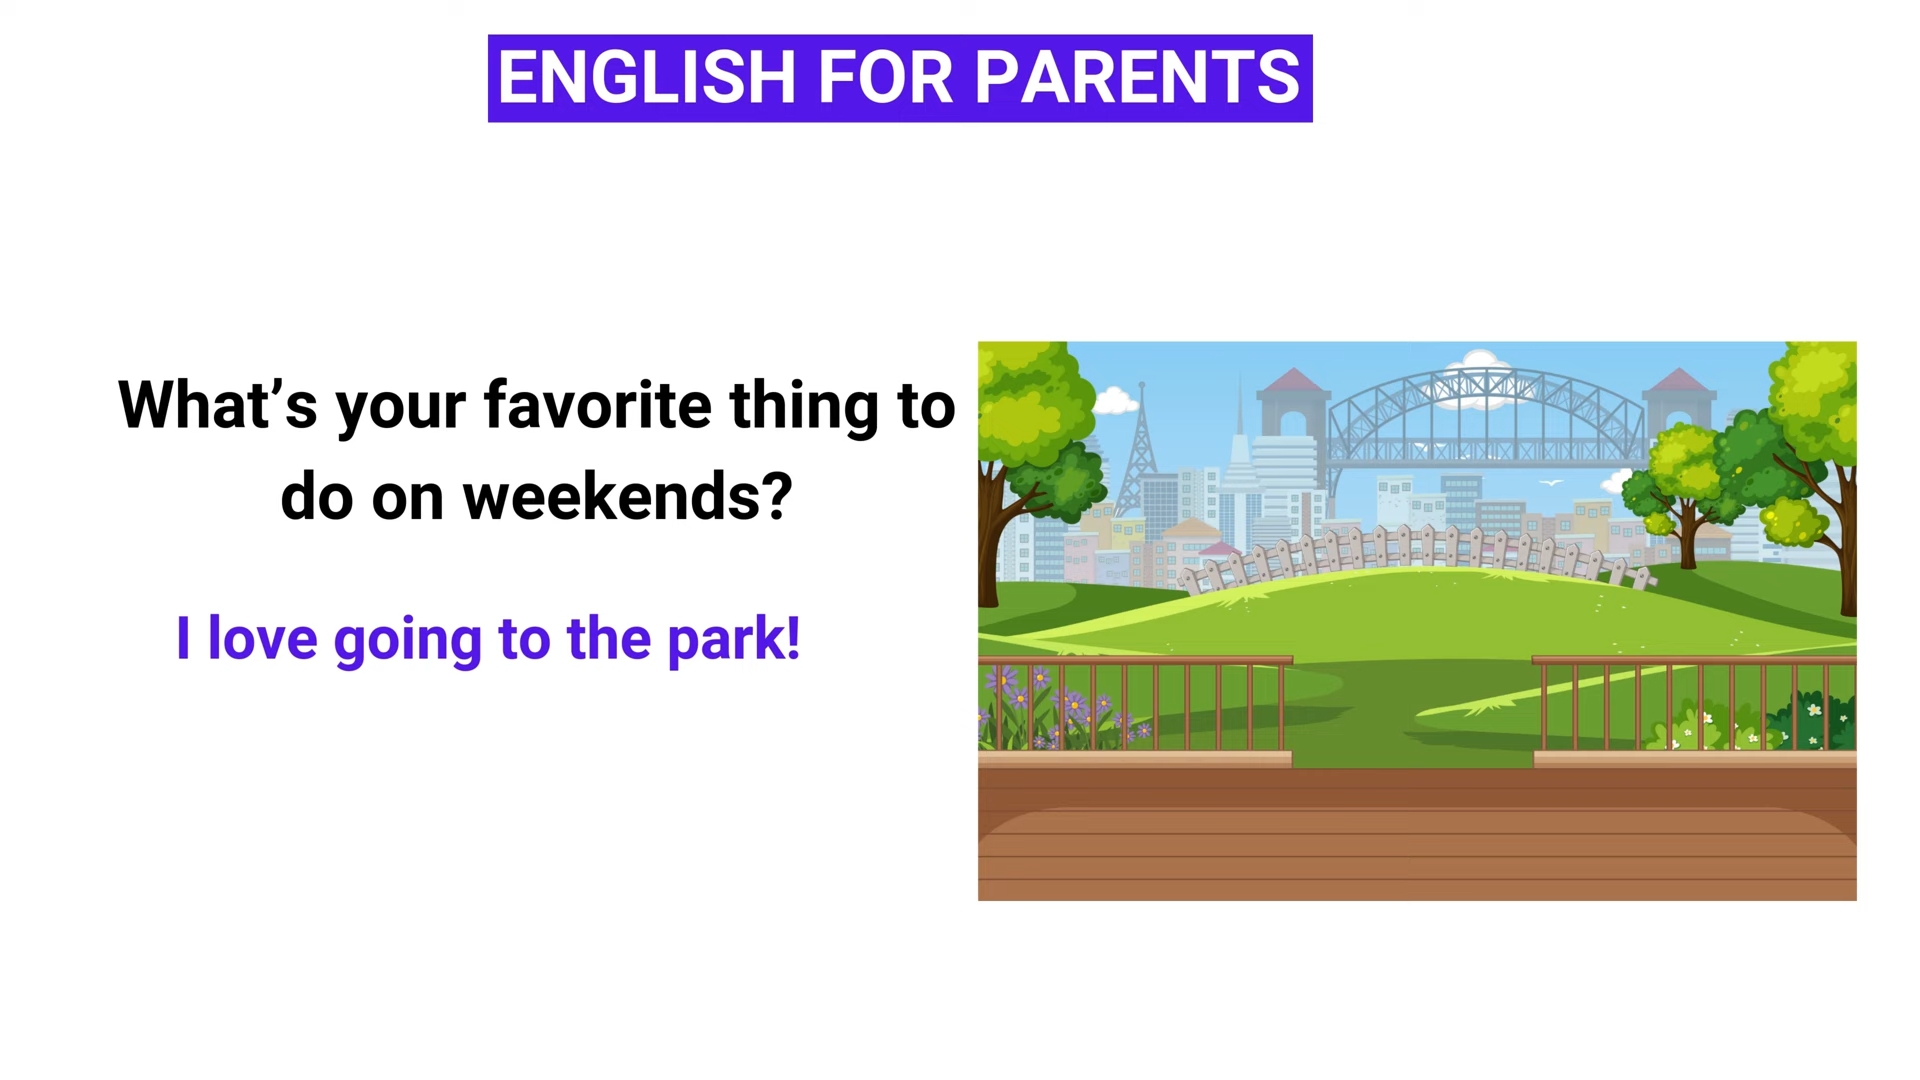 ENGLISH FOR PARENTS
What’s your favorite thing to
do on weekends?
I love going to the park!